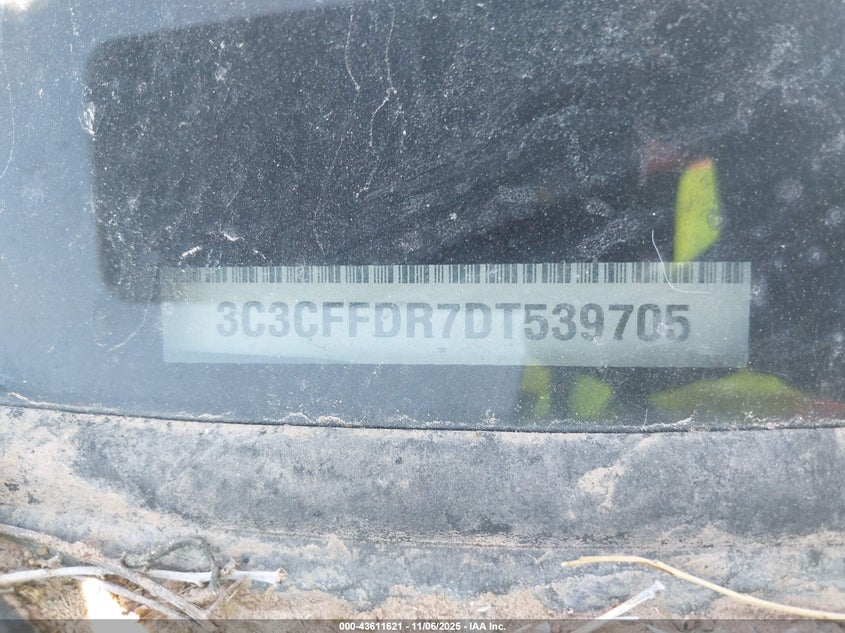 3C3CFFDR7DT539705
000-43611621 | 11/06/2025 - IAA Inc.